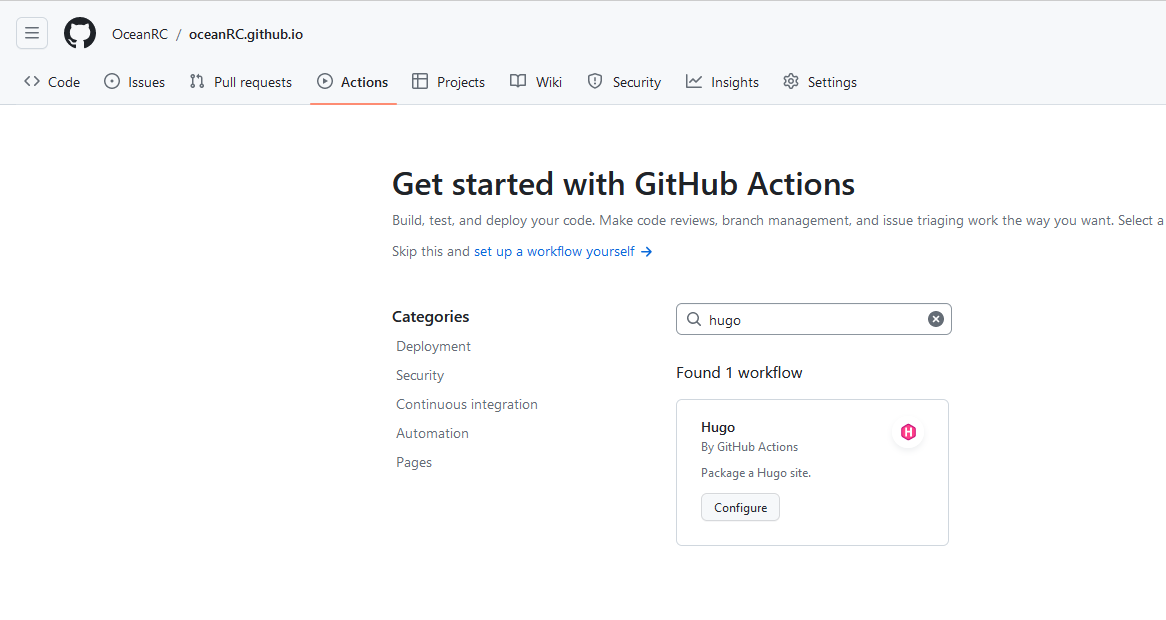 OceanRC / oceanRC.github.io
Code Issues Pull requests Actions Projects Wiki Security Insights Settings
Get started with GitHub Actions
Build, test, and deploy your code. Make code reviews, branch management, and issue triaging work the way you want. Select a
Skip this and set up a workflow yourself →
Categories
Deployment
Security
Continuous integration
Automation
Pages
hugo
Found 1 workflow
Hugo
H
By GitHub Actions
Package a Hugo site.
Configure